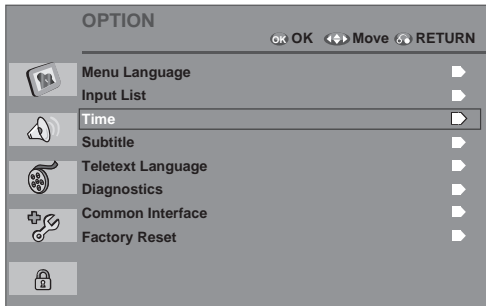 OPTION
OK OK Move RETURN
Menu Language
Input List
Time
Subtitle
Teletext Language
Diagnostics
Common Interface
Factory Reset